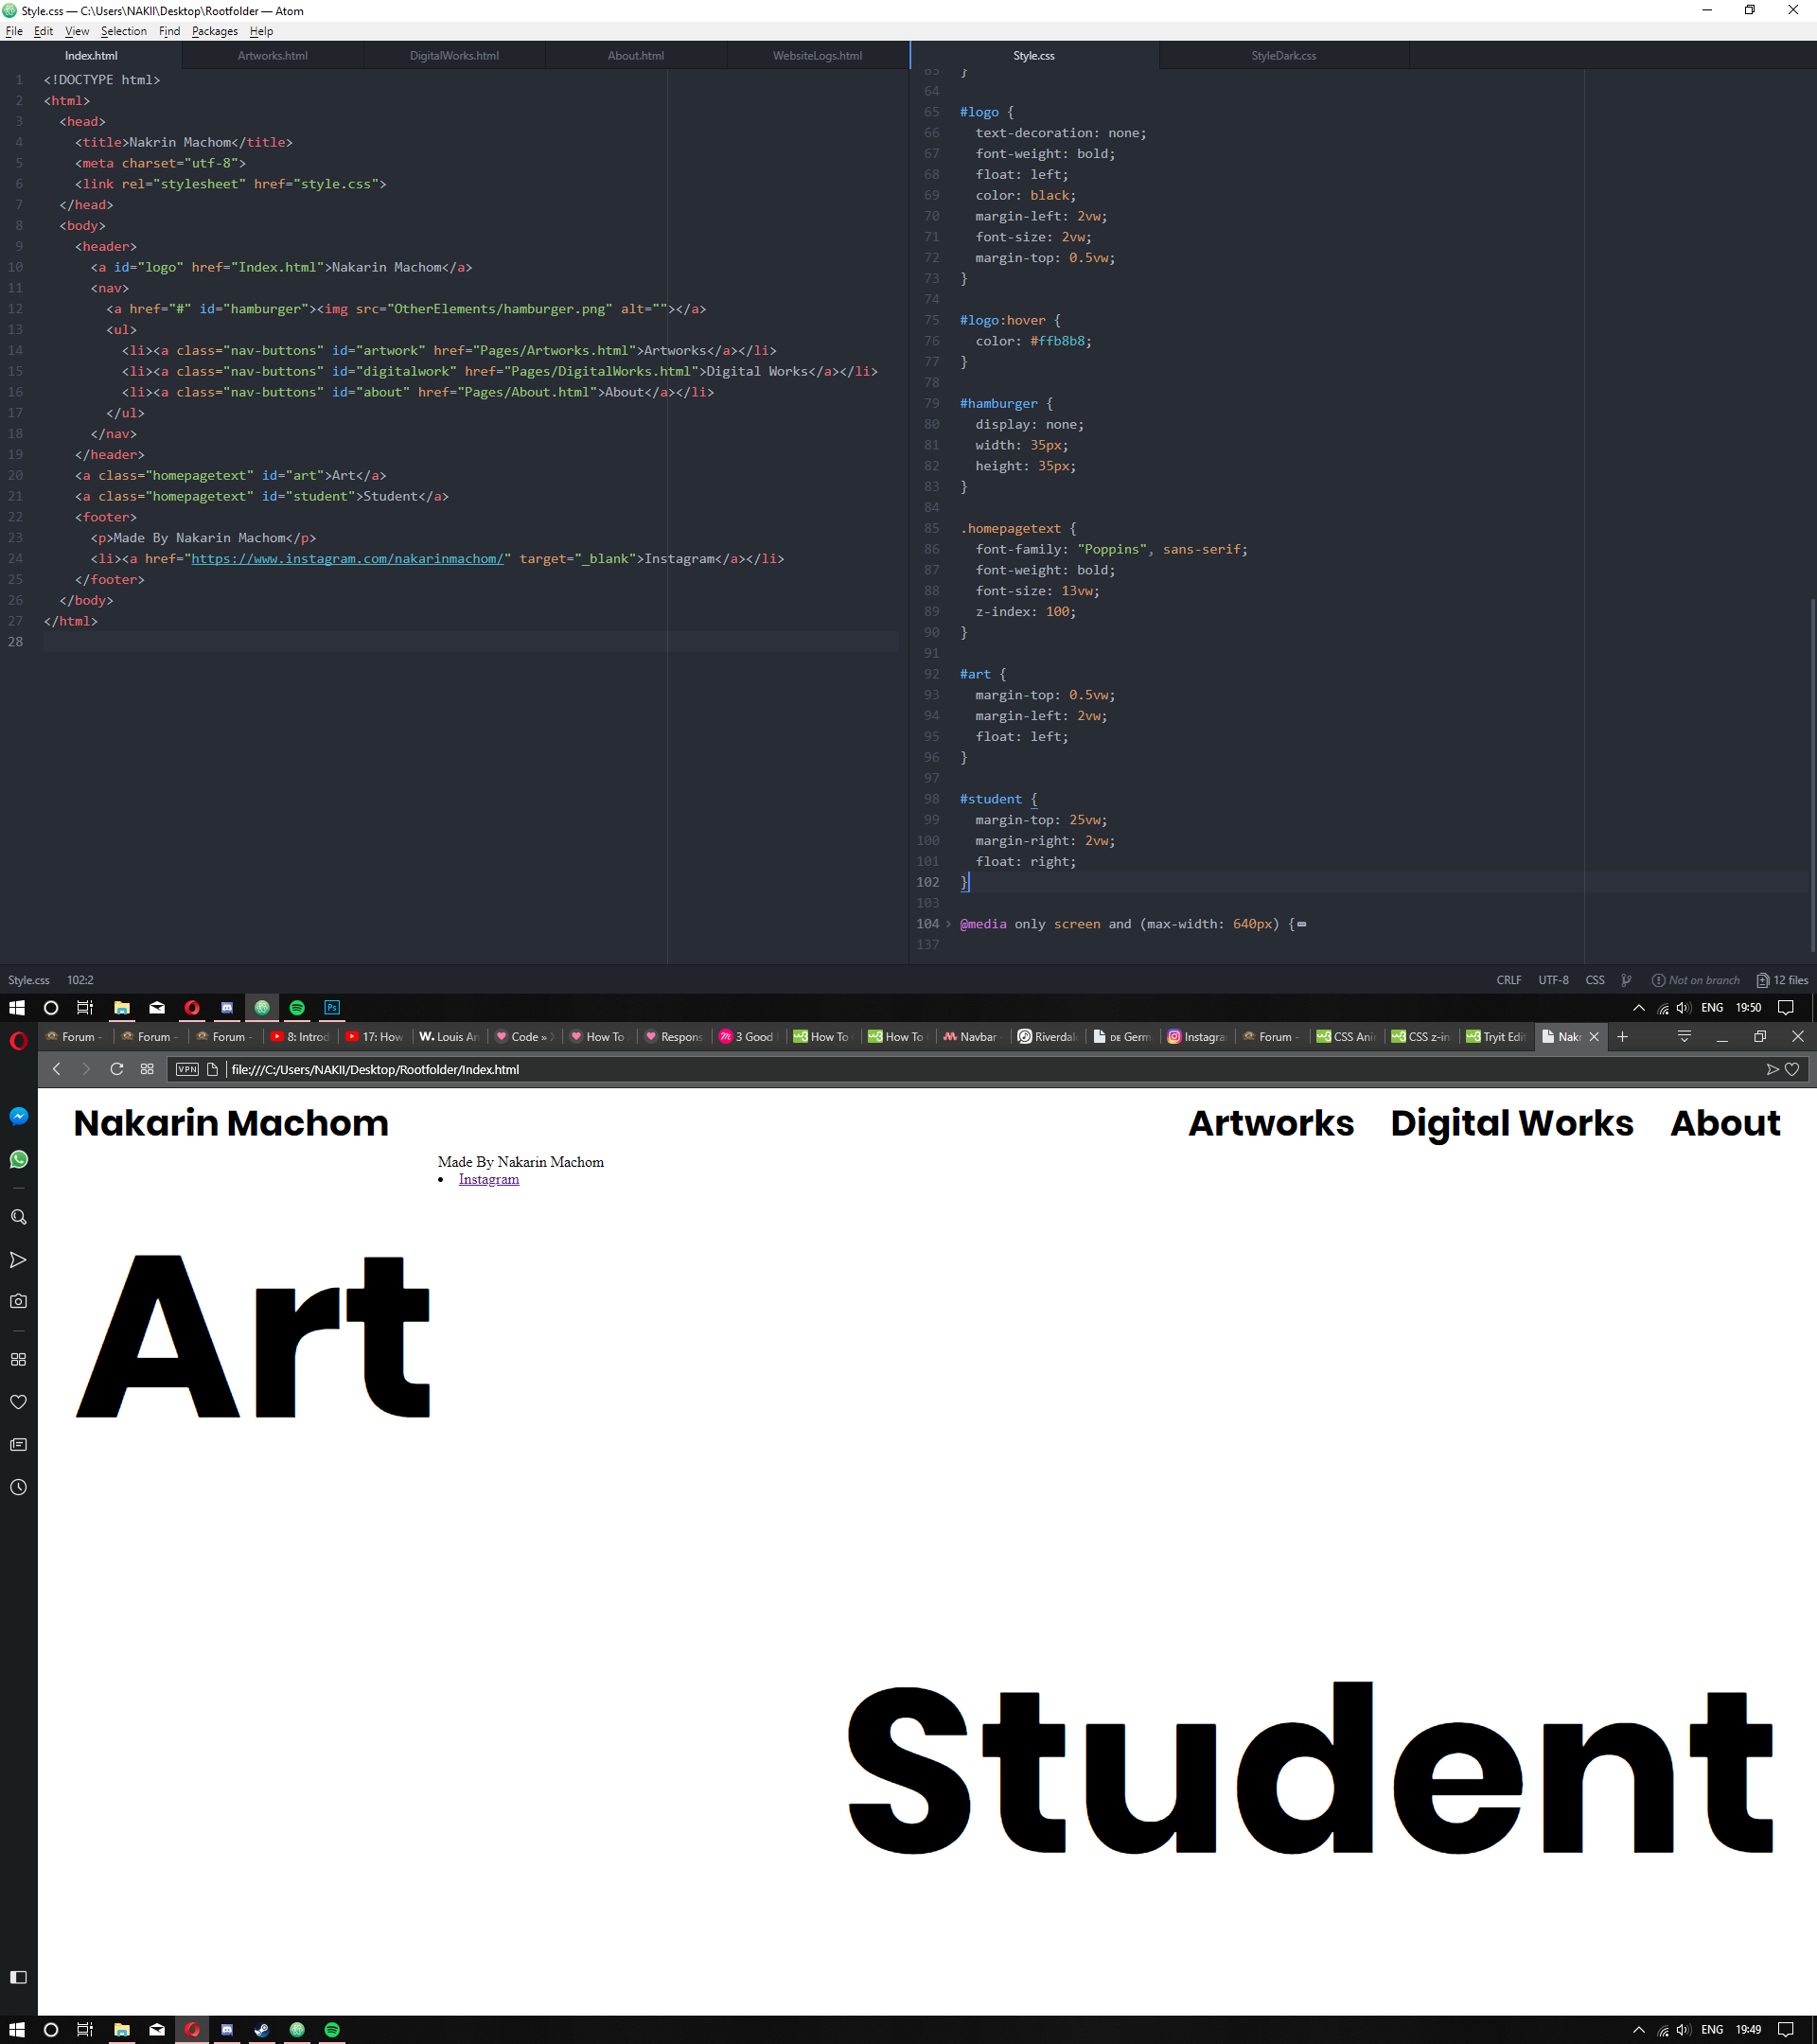 Style.css — C:\Users\NAKII\Desktop\Rootfolder — Atom
File Edit View Selection Find Packages Help
Index.html Artworks.html DigitalWorks.html About.html WebsiteLogs.html
1 <!DOCTYPE html>
2 <html>
3 <head>
4 <title>Nakrin Machom</title>
5 <meta charset="utf-8">
6 <link rel="stylesheet" href="style.css">
7 </head>
8 <body>
9 <header>
10 <a id="logo" href="Index.html">Nakarin Machom</a>
11 <nav>
12 <a href="#" id="hamburger"><img src="OtherElements/hamburger.png" alt=""></a>
13 <ul>
14 <li><a class="nav-buttons" id="artwork" href="Pages/Artworks.html">Artworks</a></li>
15 <li><a class="nav-buttons" id="digitalwork" href="Pages/DigitalWorks.html">Digital Works</a></li>
16 <li><a class="nav-buttons" id="about" href="Pages/About.html">About</a></li>
17 </ul>
18 </nav>
19 </header>
20 <a class="homepagetext" id="art">Art</a>
21 <a class="homepagetext" id="student">Student</a>
22 <footer>
23 <p>Made By Nakarin Machom</p>
24 <li><a href="https://www.instagram.com/nakarinmachom/" target="_blank">Instagram</a></li>
25 </footer>
26 </body>
27 </html>
28
Style.css StyleDark.css
63 }
64
65 #logo {
66 text-decoration: none;
67 font-weight: bold;
68 float: left;
69 color: black;
70 margin-left: 2vw;
71 font-size: 2vw;
72 margin-top: 0.5vw;
73 }
74
75 #logo:hover {
76 color: #ffb8b8;
77 }
78
79 #hamburger {
80 display: none;
81 width: 35px;
82 height: 35px;
83 }
84
85 .homepagetext {
86 font-family: "Poppins", sans-serif;
87 font-weight: bold;
88 font-size: 13vw;
89 z-index: 100;
90 }
91
92 #art {
93 margin-top: 0.5vw;
94 margin-left: 2vw;
95 float: left;
96 }
97
98 #student {
99 margin-top: 25vw;
100 margin-right: 2vw;
101 float: right;
102 }
103
104 @media only screen and (max-width: 640px) {
137
Style.css 102:2 CRLF UTF-8 CSS Not on branch 12 files
Ps ENG 19:50
Forum - Forum - Forum - 8: Introd 17: How W. Louis An Code » How To Respons 3 Good How To How To Navbar - Riverdal DE Germ Instagra Forum - CSS Ani CSS z-in Tryit Edi Nakr
VPN file:///C:/Users/NAKII/Desktop/Rootfolder/Index.html
Nakarin Machom Artworks Digital Works About
Made By Nakarin Machom
• Instagram
Art
Student
ENG 19:49